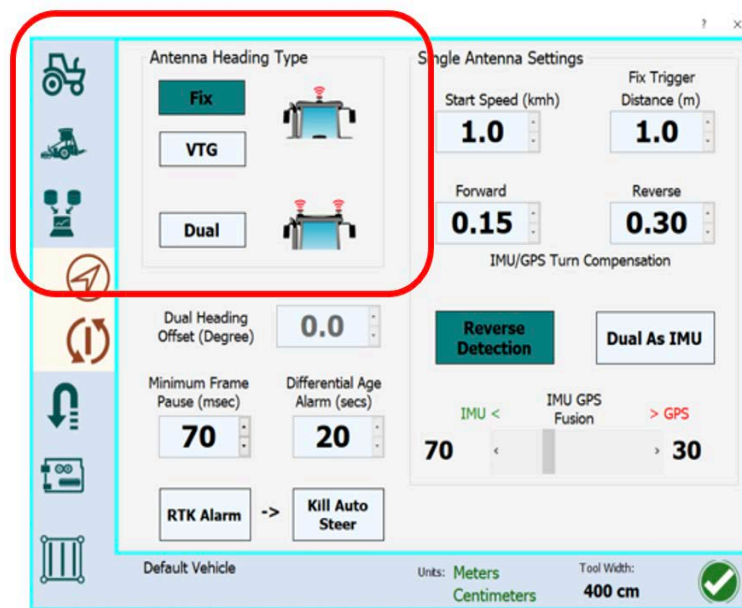 ? ×
Antenna Heading Type
Fix
VTG
Dual
Single Antenna Settings
Start Speed (kmh)
1.0
Fix Trigger
Distance (m)
1.0
Forward
0.15
Reverse
0.30
IMU/GPS Turn Compensation
Dual Heading
Offset (Degree)
0.0
Reverse
Detection
Dual As IMU
Minimum Frame
Pause (msec)
70
Differential Age
Alarm (secs)
20
IMU <
IMU GPS
Fusion
> GPS
70
< >
30
RTK Alarm
->
Kill Auto
Steer
Default Vehicle
Units: Meters
Centimeters
Tool Width:
400 cm